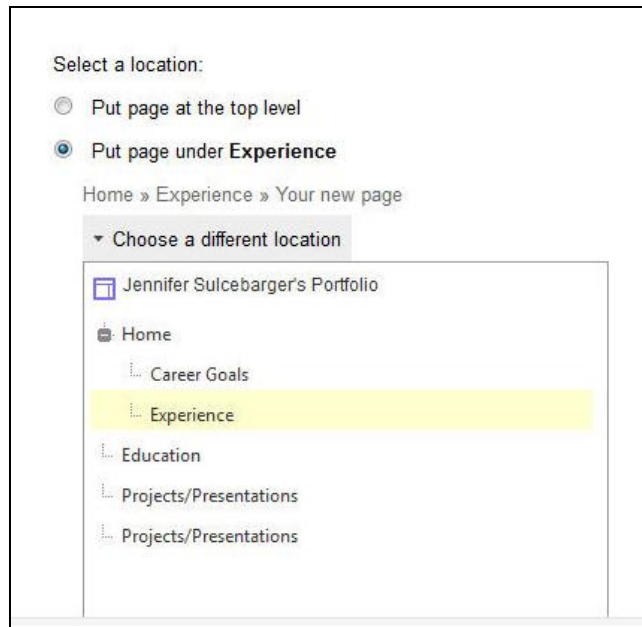 Select a location:
Put page at the top level
Put page under Experience
Home » Experience » Your new page
Choose a different location
Jennifer Sulcebarger's Portfolio
Home
Career Goals
Experience
Education
Projects/Presentations
Projects/Presentations